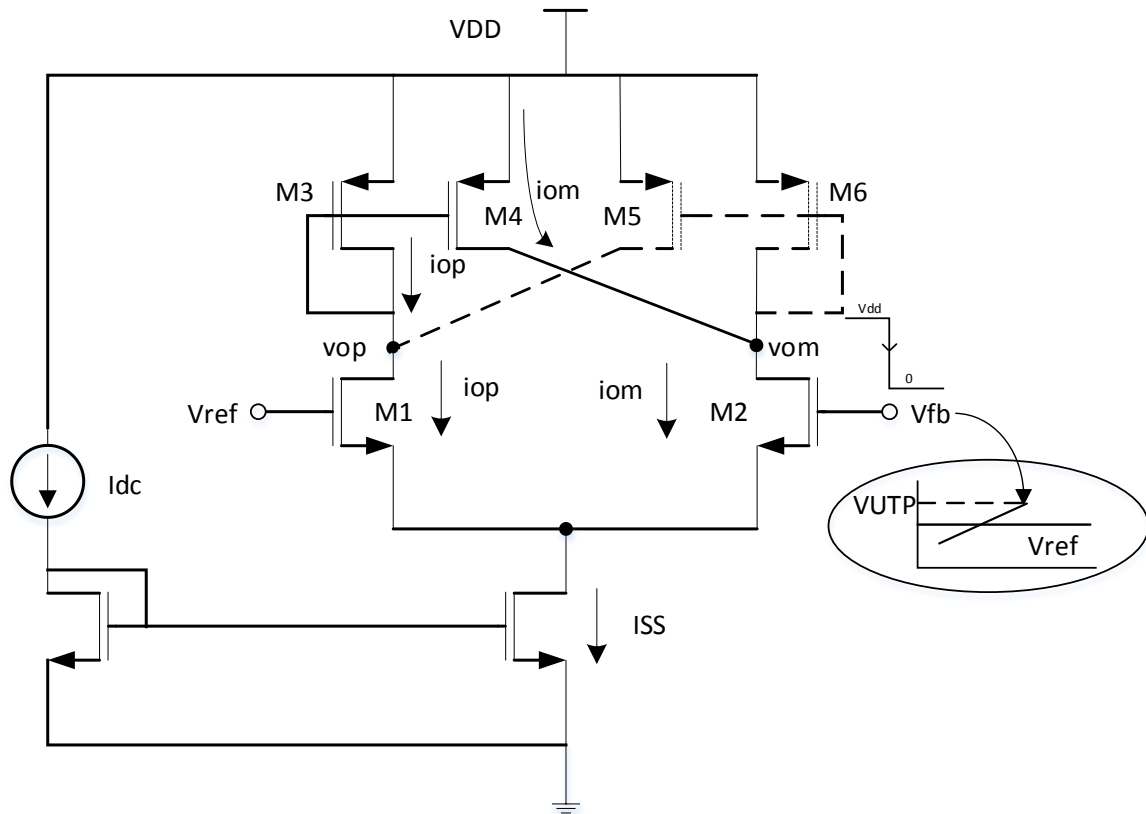 VDD
M3
M4
iom
M5
M6
iop
Vdd
vop
vom
0
Vref
M1
iop
iom
M2
Vfb
Idc
VUTP
Vref
ISS